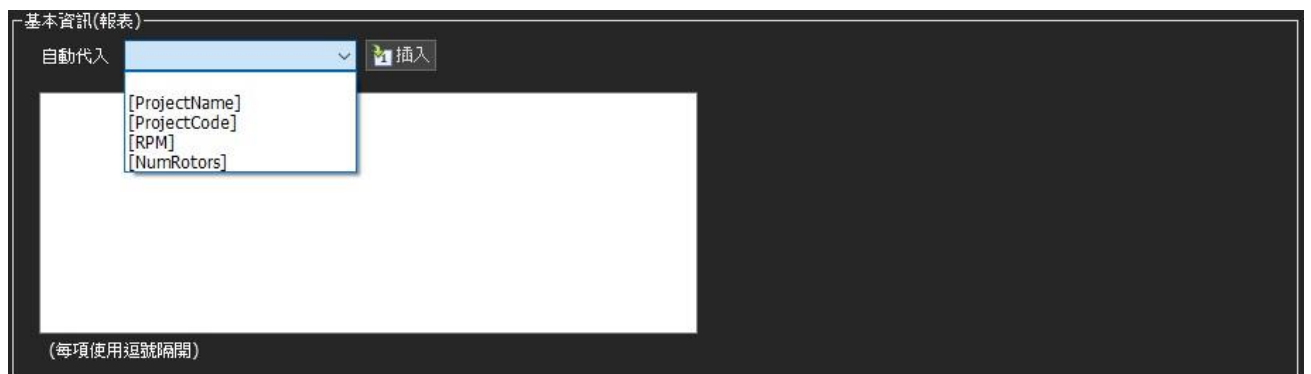 基本資訊(報表)
自動代入
插入
[ProjectName]
[ProjectCode]
[RPM]
[NumRotors]
(每項使用逗號隔開)